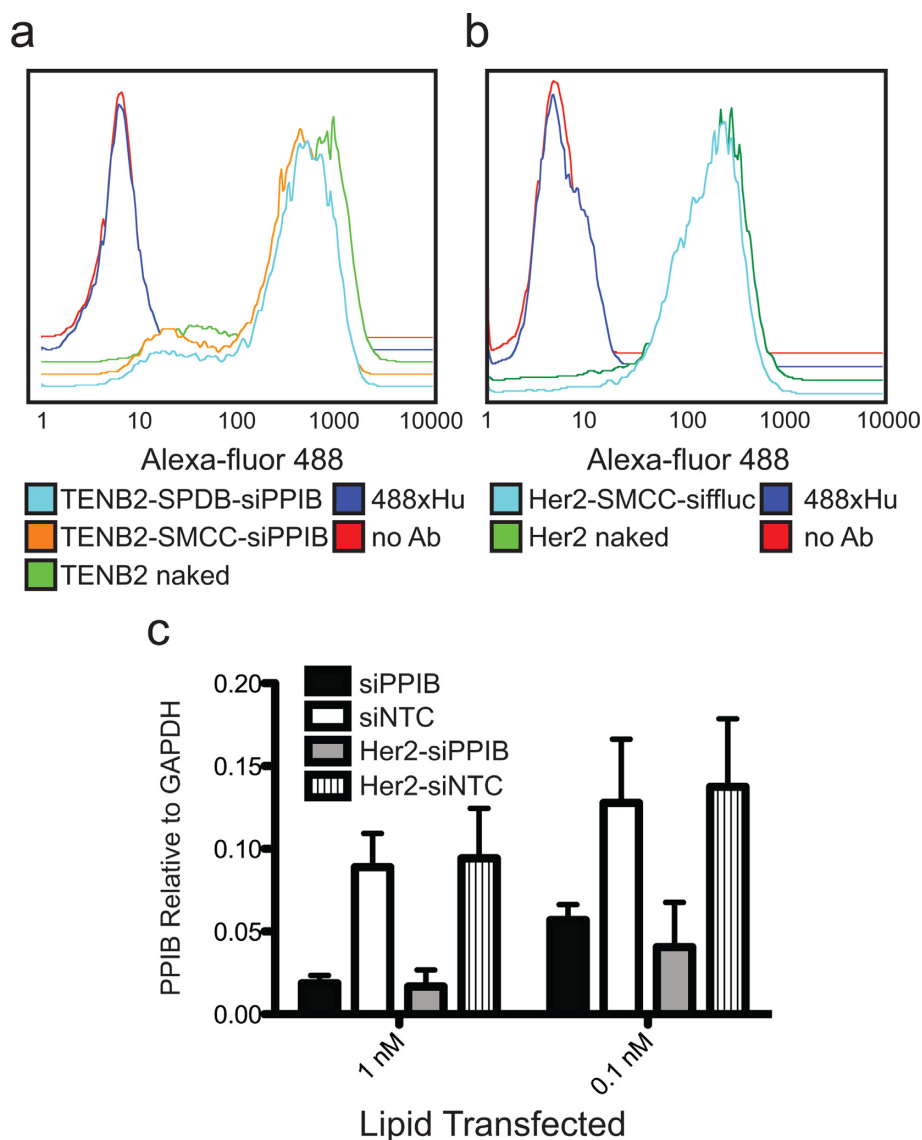 a
b
1 10 100 1000 10000
1 10 100 1000 10000
Alexa-fluor 488
Alexa-fluor 488
TENB2-SPDB-siPPIB
488xHu
TENB2-SMCC-siPPIB
no Ab
TENB2 naked
Her2-SMCC-siffluc
488xHu
Her2 naked
no Ab
c
PPIB Relative to GAPDH
0.20
0.15
0.10
0.05
0.00
siPPIB
siNTC
Her2-siPPIB
Her2-siNTC
1 nM
0.1 nM
Lipid Transfected